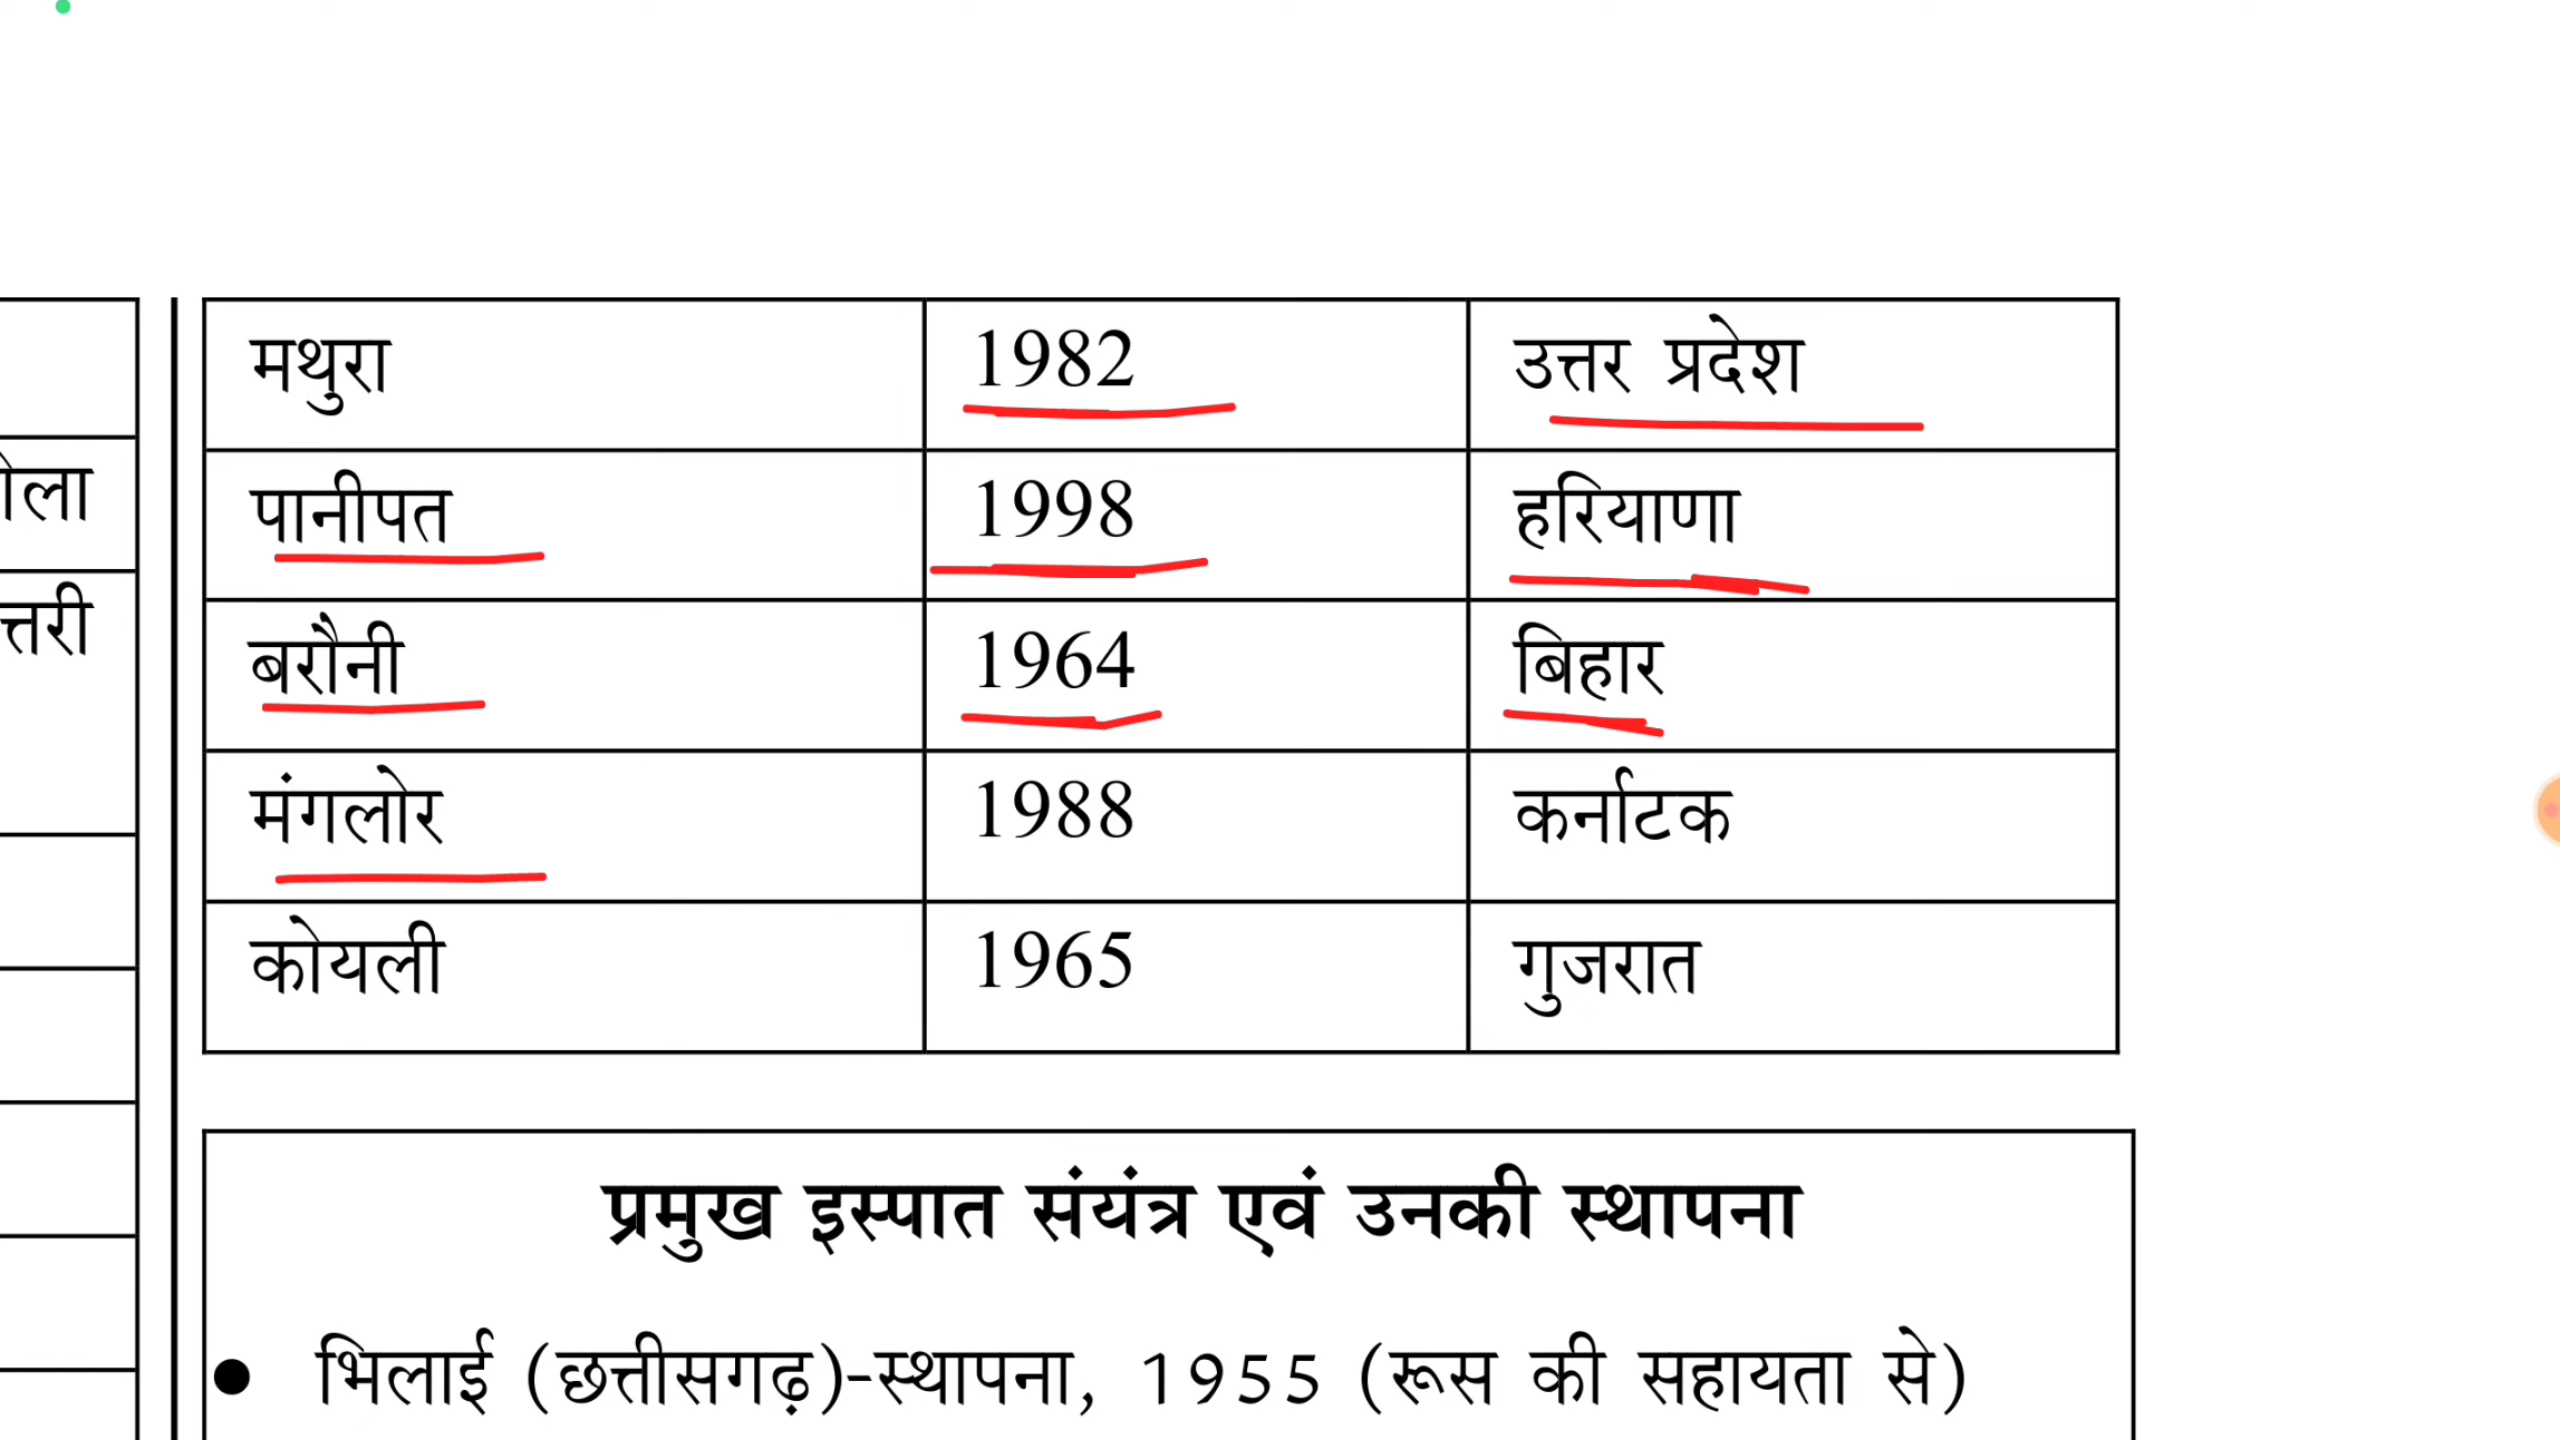 मथुरा 1982 उत्तर प्रदेश
पानीपत 1998 हरियाणा
बरौनी 1964 बिहार
मंगलोर 1988 कर्नाटक
कोयली 1965 गुजरात
प्रमुख इस्पात संयंत्र एवं उनकी स्थापना
● भिलाई (छत्तीसगढ़)-स्थापना, 1955 (रूस की सहायता से)